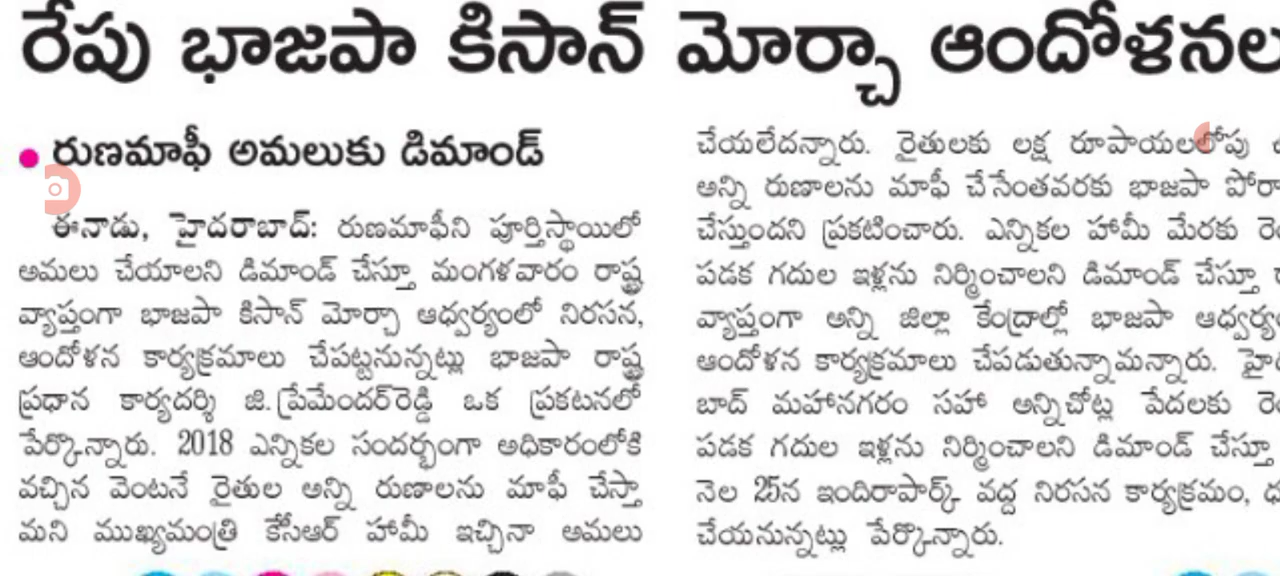 రేపు భాజపా కిసాన్ మోర్చా ఆందోళనల
రుణమాఫీ అమలుకు డిమాండ్
ఈనాడు, హైదరాబాద్: రుణమాఫీని పూర్తిస్థాయిలో
అమలు చేయాలని డిమాండ్ చేస్తూ మంగళవారం రాష్ట్ర
వ్యాప్తంగా భాజపా కిసాన్ మోర్చా ఆధ్వర్యంలో నిరసన,
ఆందోళన కార్యక్రమాలు చేపట్టనున్నట్లు భాజపా రాష్ట్ర
ప్రధాన కార్యదర్శి జి.ప్రేమేందర్‌రెడ్డి ఒక ప్రకటనలో
పేర్కొన్నారు. 2018 ఎన్నికల సందర్భంగా అధికారంలోకి
వచ్చిన వెంటనే రైతుల అన్ని రుణాలను మాఫీ చేస్తా
మని ముఖ్యమంత్రి కేసీఆర్ హామీ ఇచ్చినా అమలు
చేయలేదన్నారు. రైతులకు లక్ష రూపాయలలోపు
అన్ని రుణాలను మాఫీ చేసేంతవరకు భాజపా పోరా
చేస్తుందని ప్రకటించారు. ఎన్నికల హామీ మేరకు రె
పడక గదుల ఇళ్లను నిర్మించాలని డిమాండ్ చేస్తూ
వ్యాప్తంగా అన్ని జిల్లా కేంద్రాల్లో భాజపా ఆధ్వర్య
ఆందోళన కార్యక్రమాలు చేపడుతున్నామన్నారు. హై
బాద్ మహానగరం సహా అన్నిచోట్ల పేదలకు రె
పడక గదుల ఇళ్లను నిర్మించాలని డిమాండ్ చేస్తూ
నెల 25న ఇందిరాపార్క్ వద్ద నిరసన కార్యక్రమం, ధ
చేయనున్నట్లు పేర్కొన్నారు.